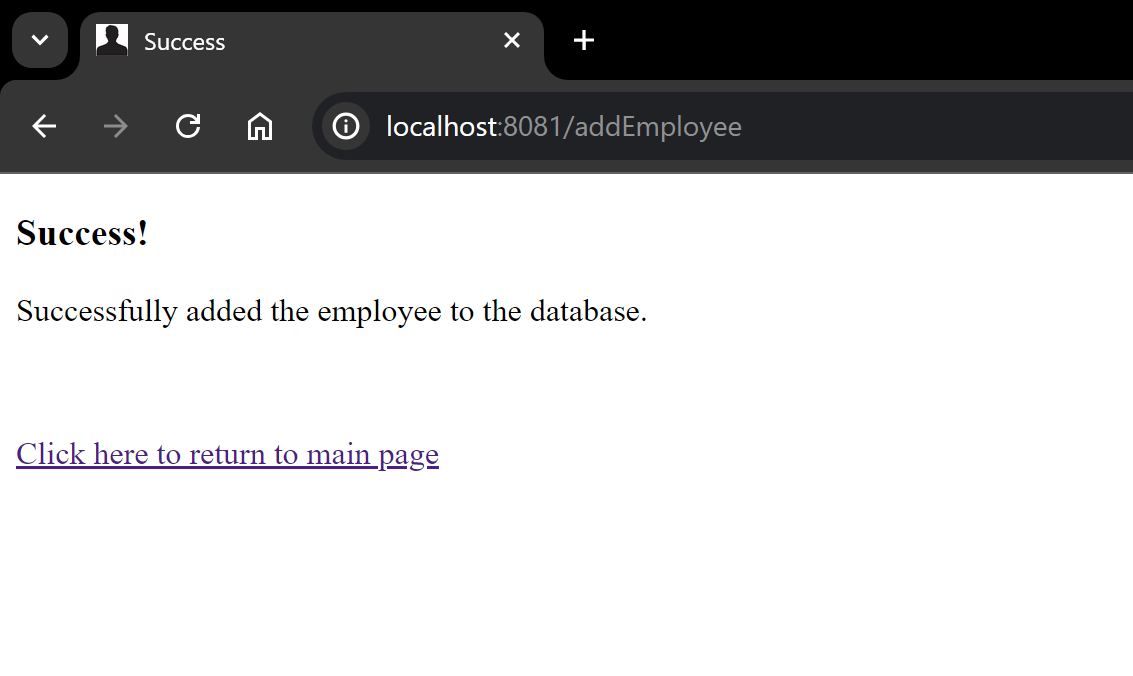 Success
localhost:8081/addEmployee
Success!
Successfully added the employee to the database.
Click here to return to main page